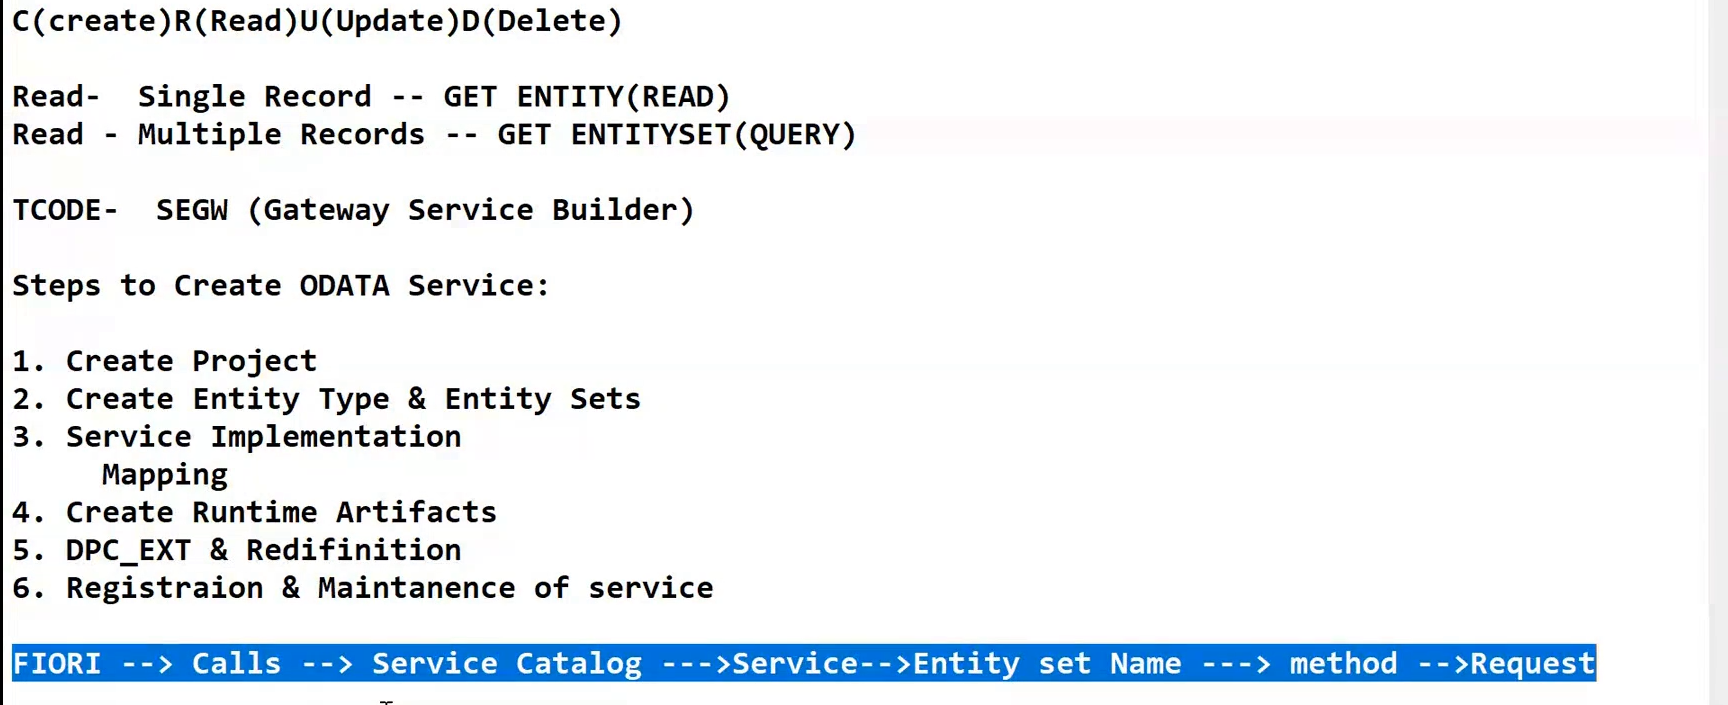 C(create)R(Read)U(Update)D(Delete)
Read-  Single Record -- GET ENTITY(READ)
Read - Multiple Records -- GET ENTITYSET(QUERY)
TCODE-  SEGW (Gateway Service Builder)
Steps to Create ODATA Service:
1. Create Project
2. Create Entity Type & Entity Sets
3. Service Implementation
Mapping
4. Create Runtime Artifacts
5. DPC_EXT & Redifinition
6. Registraion & Maintanence of service
FIORI --> Calls --> Service Catalog --->Service-->Entity set Name ---> method -->Request